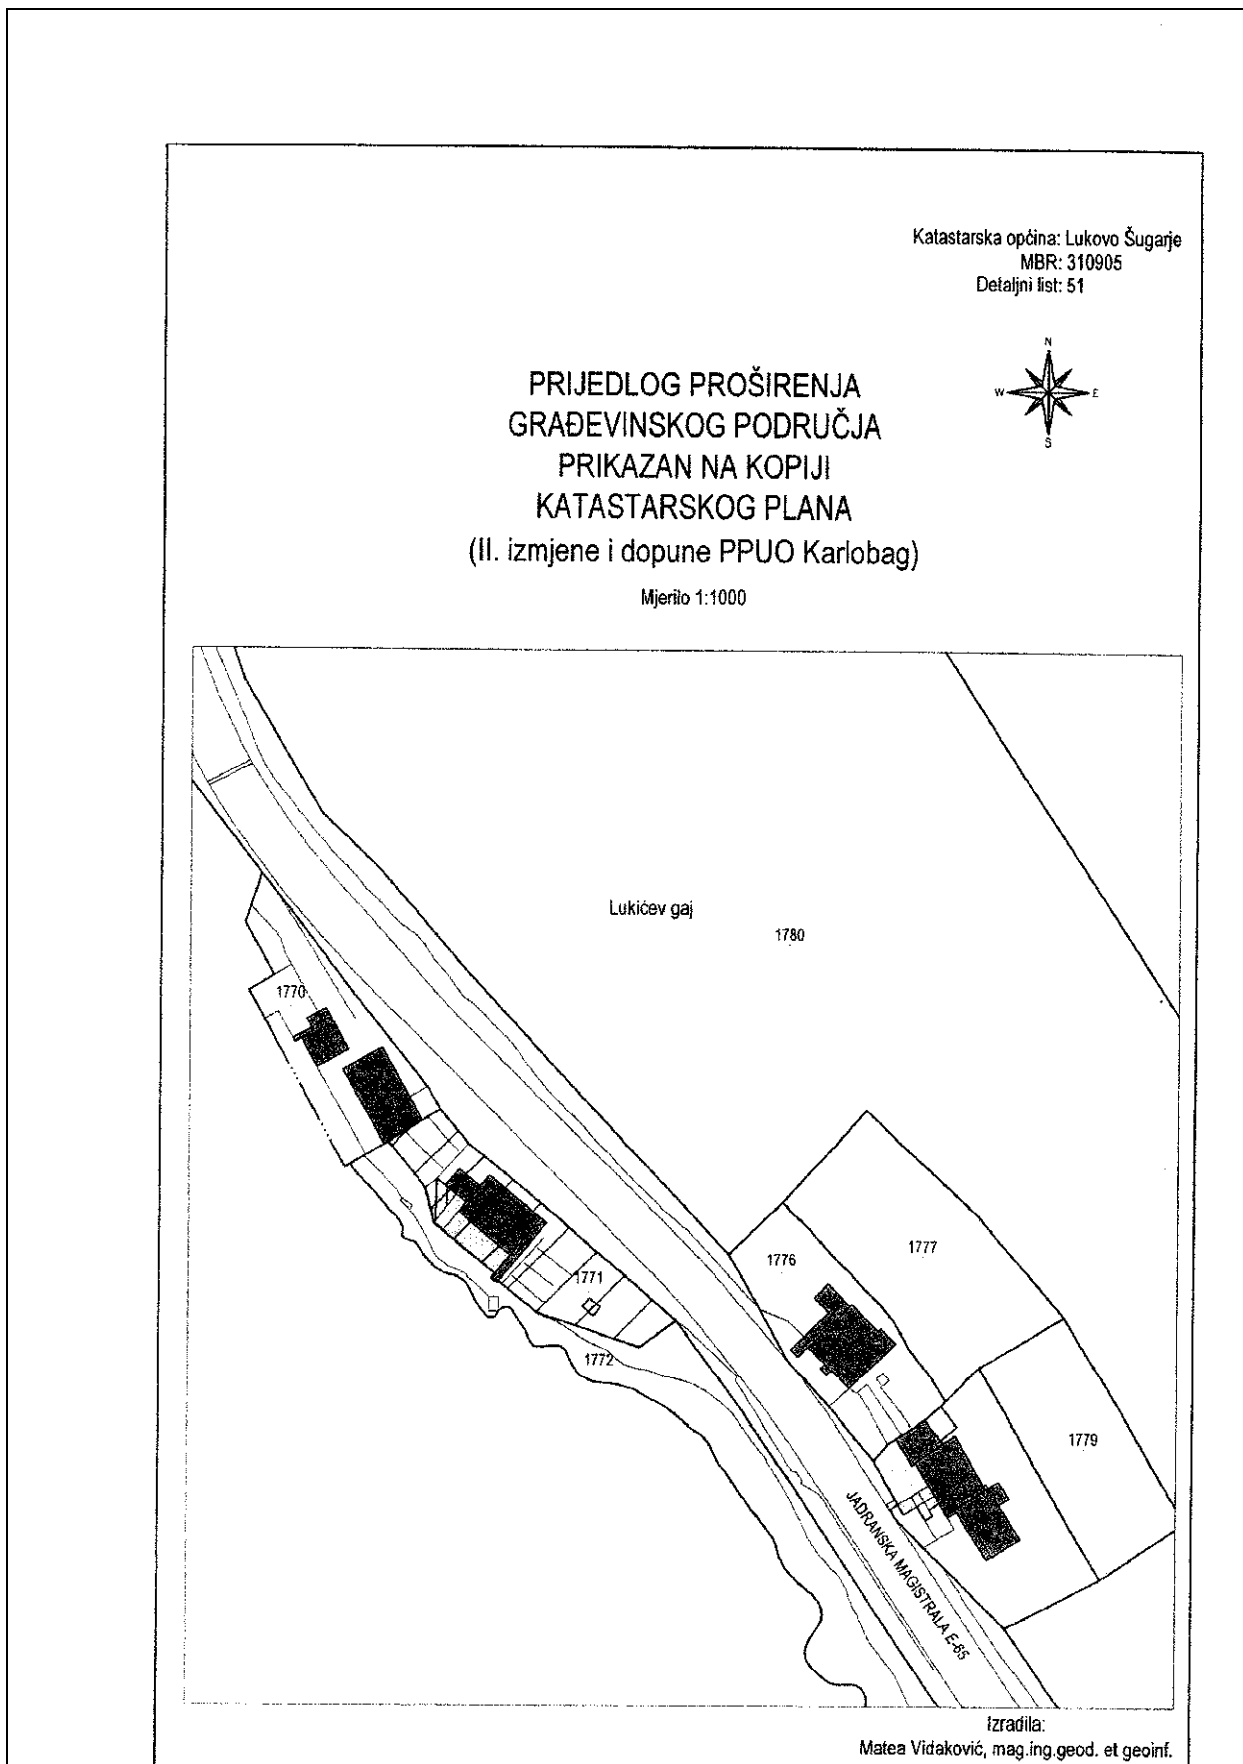 Katastarska općina: Lukovo Šugarje
MBR: 310905
Detaljni list: 51
N
W E
S
PRIJEDLOG PROŠIRENJA
GRAĐEVINSKOG PODRUČJA
PRIKAZAN NA KOPIJI
KATASTARSKOG PLANA
(II. izmjene i dopune PPUO Karlobag)
Mjerilo 1:1000
Lukićev gaj
1780
1770
1777
1776
1771
1772
1779
JADRANSKA MAGISTRALA E-65
Izradila:
Matea Vidaković, mag.ing.geod. et geoinf.